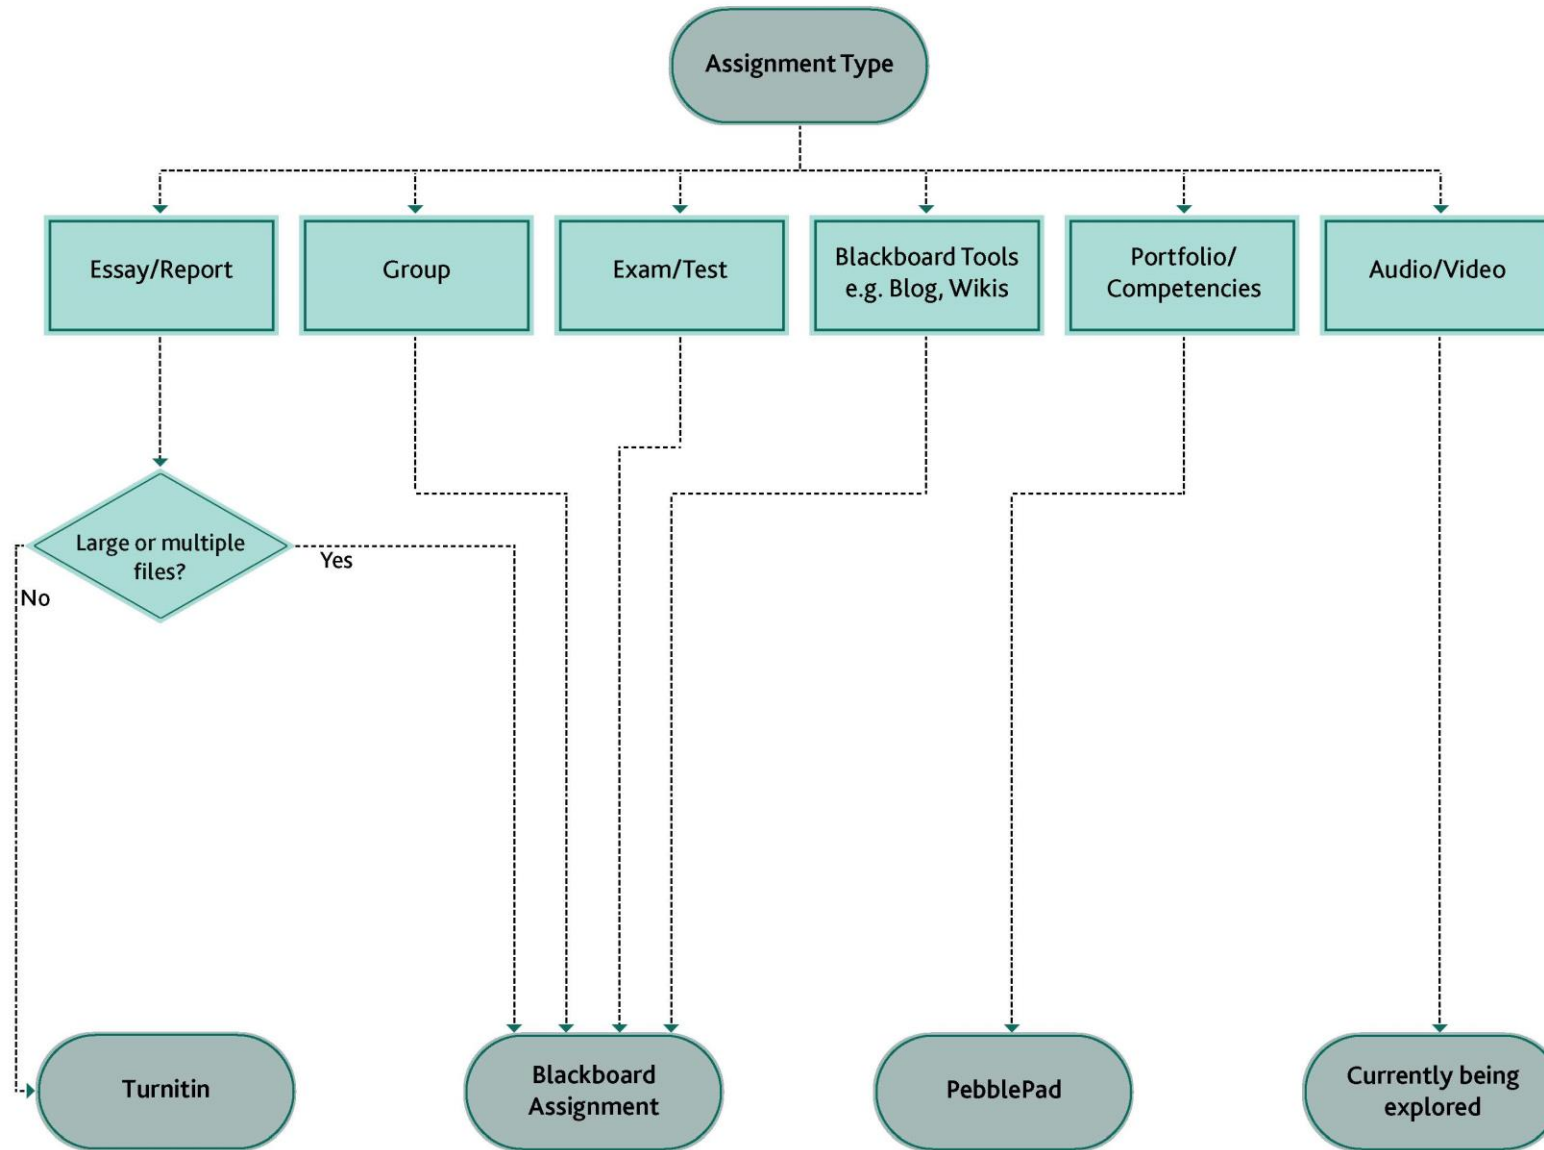 Assignment Type
Essay/Report
Group
Exam/Test
Blackboard Tools
e.g. Blog, Wikis
Portfolio/
Competencies
Audio/Video
Large or multiple
files?
Yes
No
Turnitin
Blackboard
Assignment
PebblePad
Currently being
explored